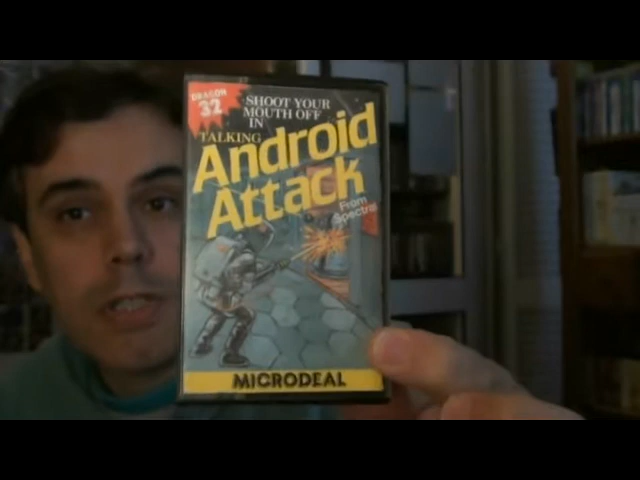 DRAGON
32
SHOOT YOUR
MOUTH OFF
IN
TALKING
Android
Attack
From
Spectral
MICRODEAL